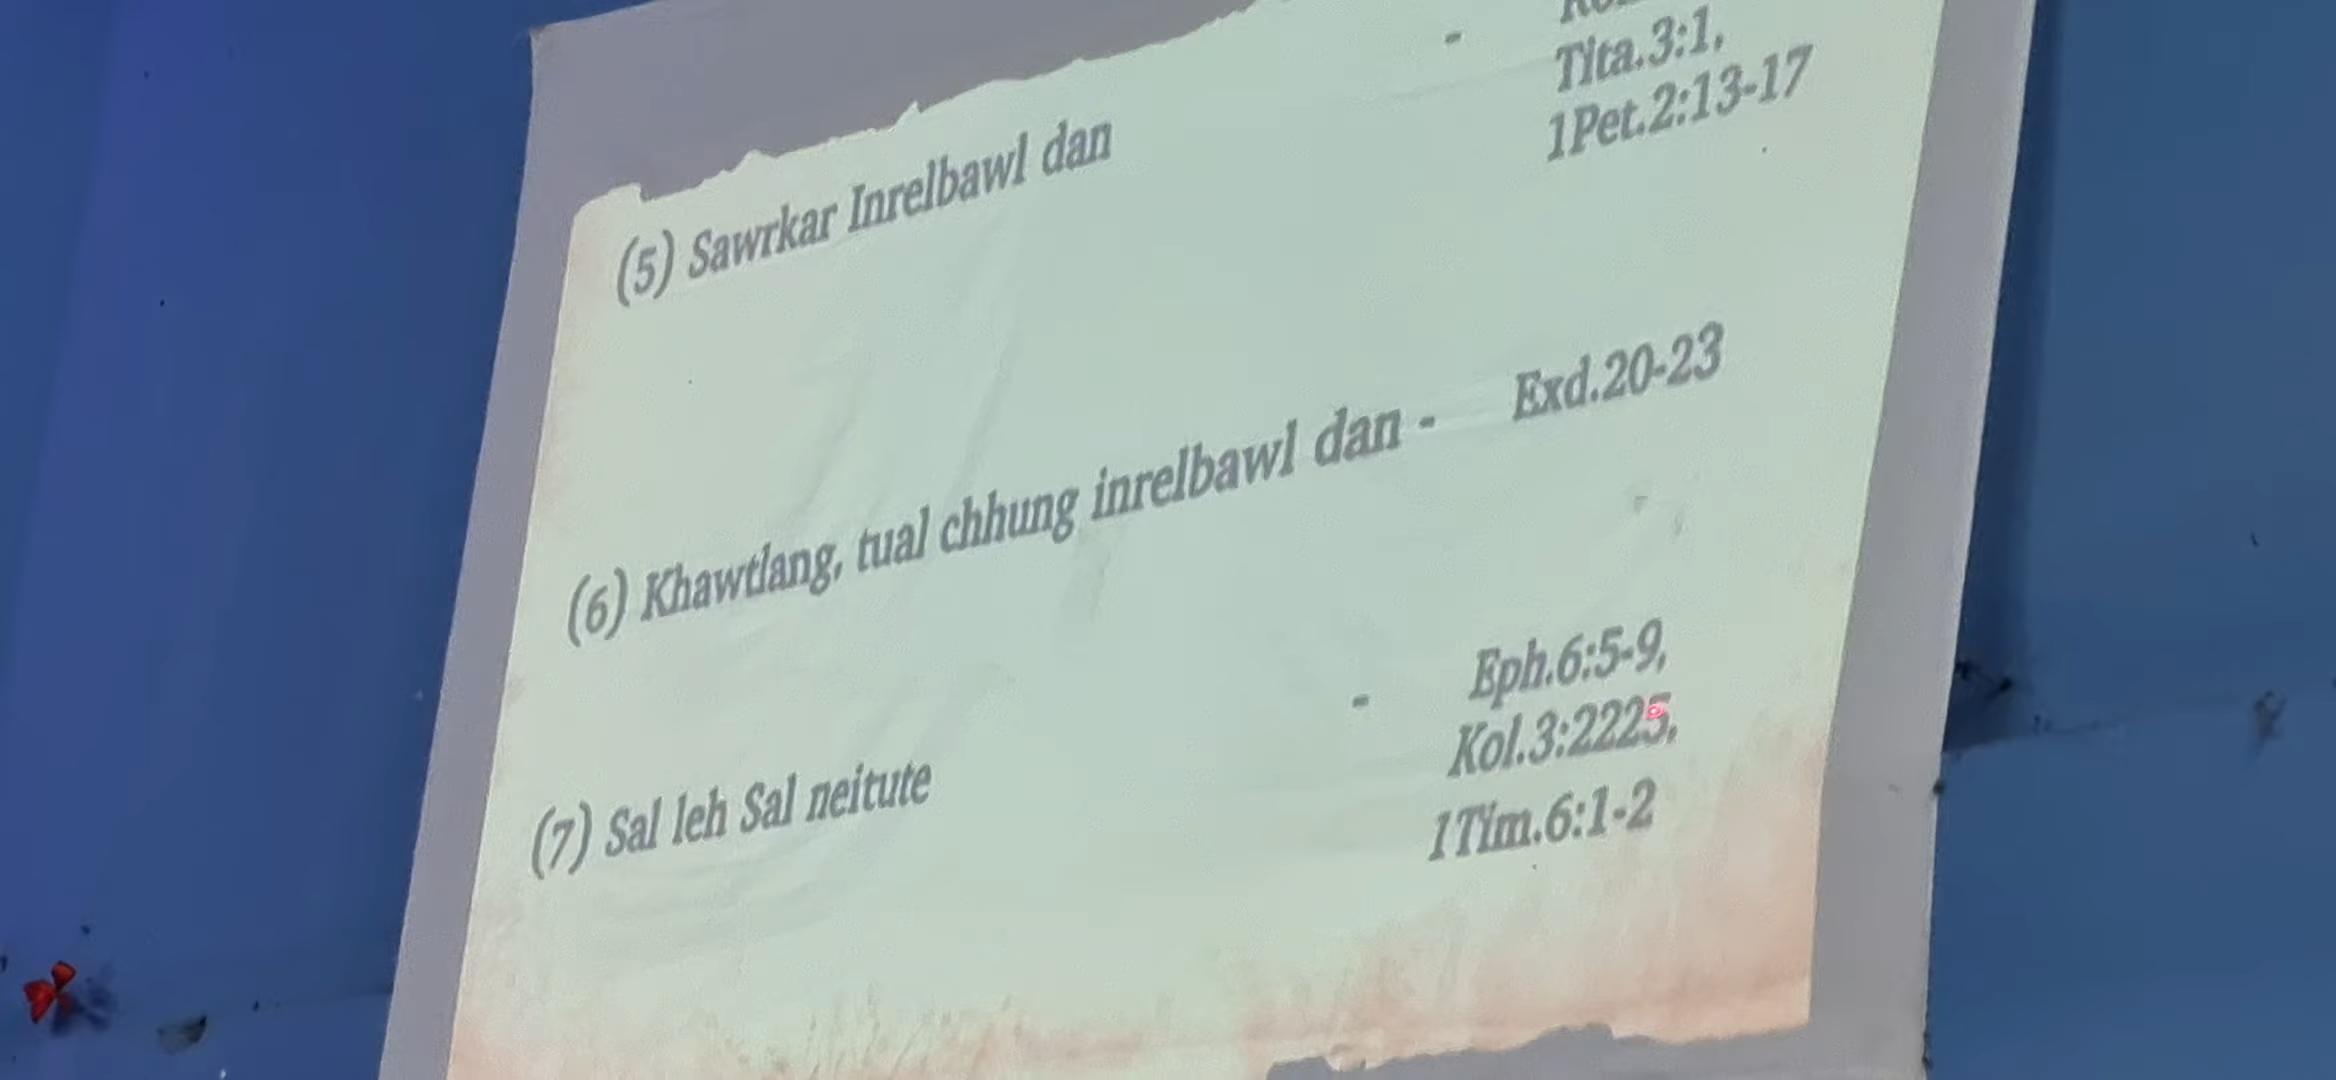 (5) Sawrkar Inrelbawl dan -
Tita.3:1,
1Pet.2:13-17
(6) Khawtlang, tual chhung inrelbawl dan - Exd.20-23
(7) Sal leh Sal neitute - Eph.6:5-9,
Kol.3:2225,
1Tim.6:1-2